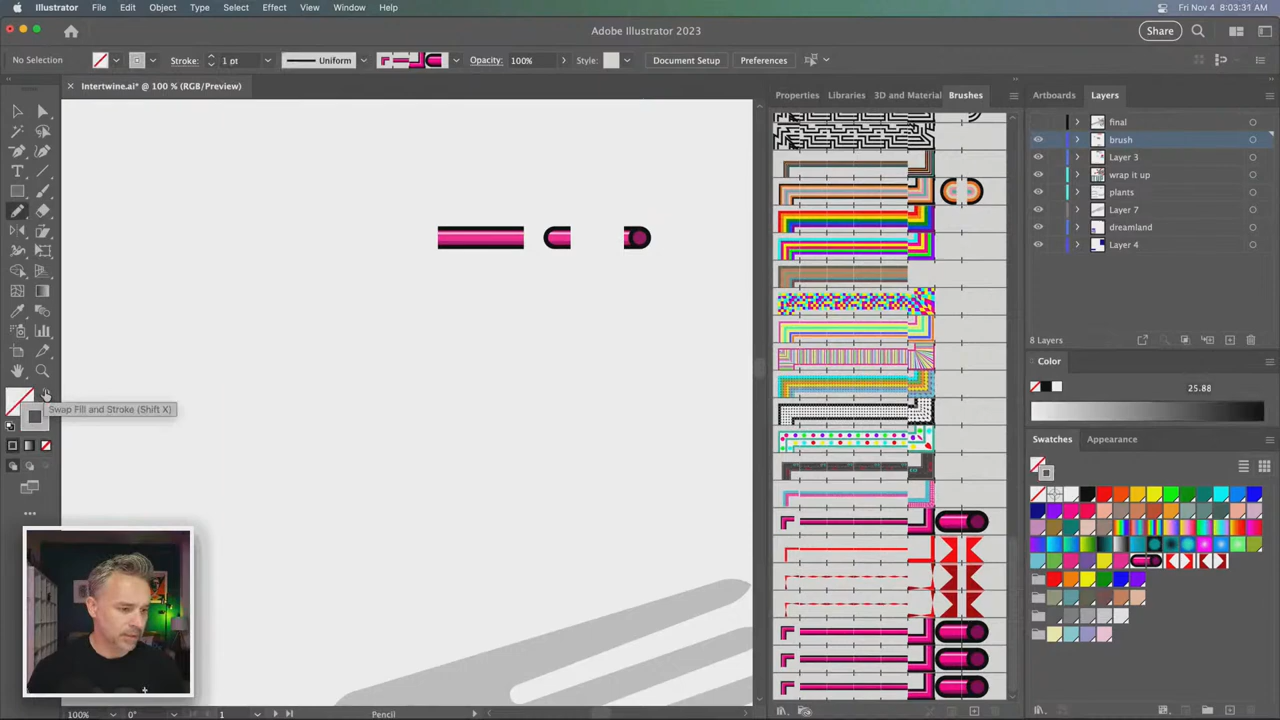 Illustrator File Edit Object Type Select Effect View Window Help
Fri Nov 4 8:03:31 AM
Adobe Illustrator 2023
Share
No Selection
Stroke:
1 pt
Uniform
Opacity:
100%
Style:
Document Setup
Preferences
Intertwine.ai* @ 100 % (RGB/Preview)
Properties
Libraries
3D and Material
Brushes
Artboards
Layers
final
brush
Layer 3
wrap it up
plants
Layer 7
dreamland
Layer 4
8 Layers
Color
25.88
Swap Fill and Stroke (Shift X)
Swatches
Appearance
100%
0°
1
Pencil